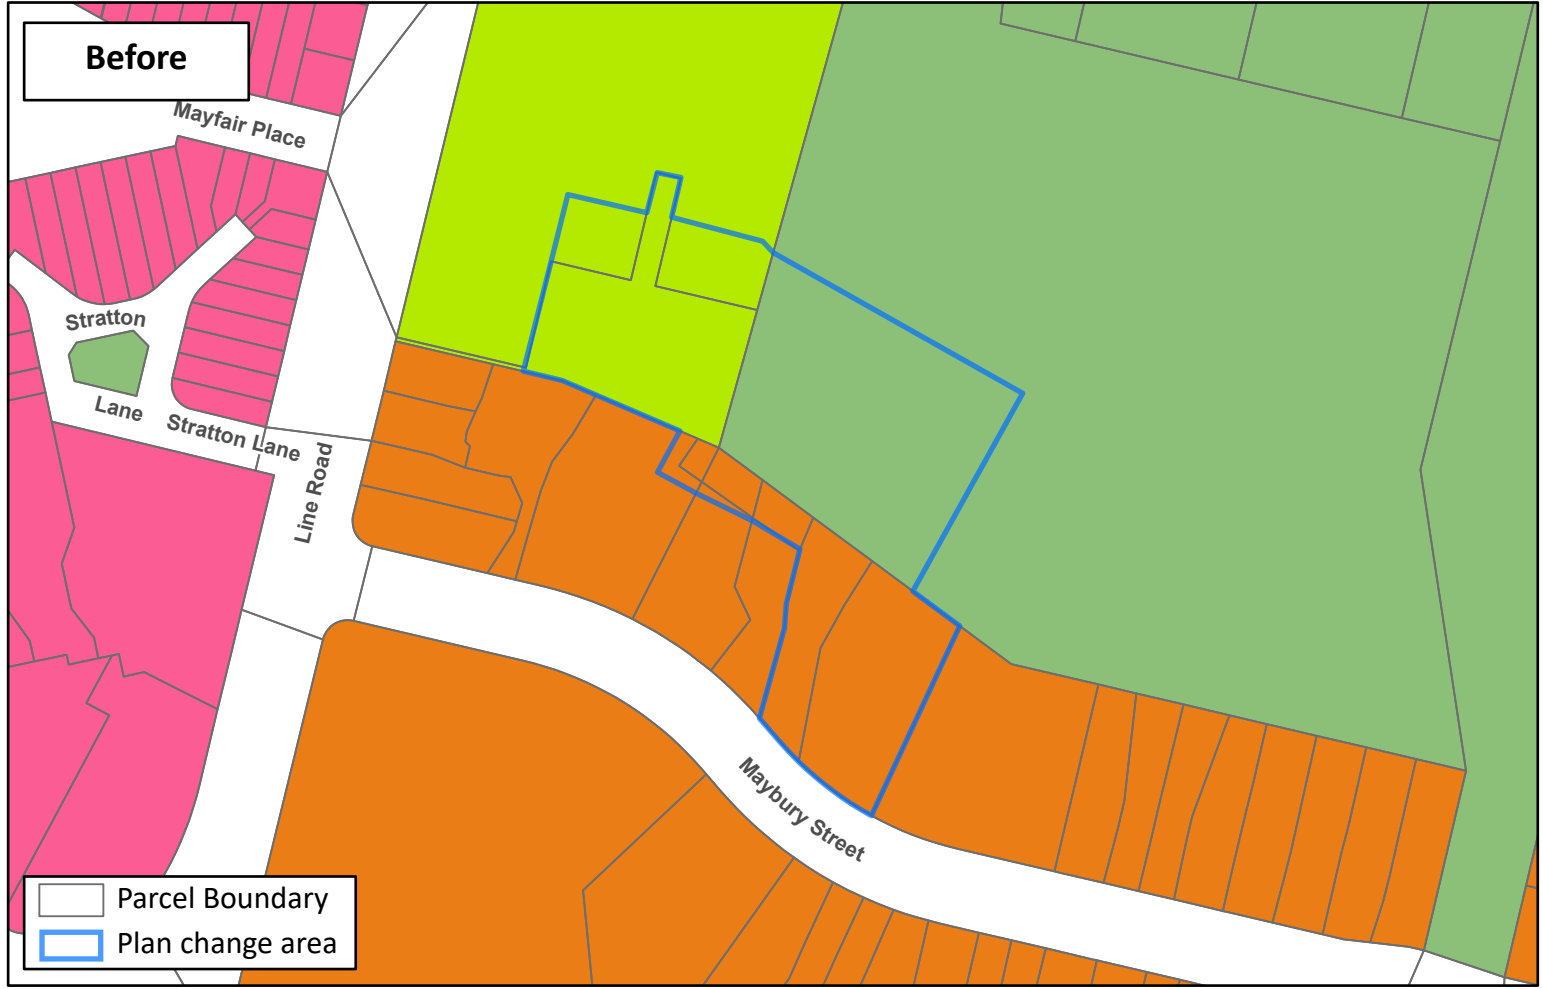 Before
Mayfair Place
Stratton
Lane
Stratton Lane
Line Road
Maybury Street
Parcel Boundary
Plan change area